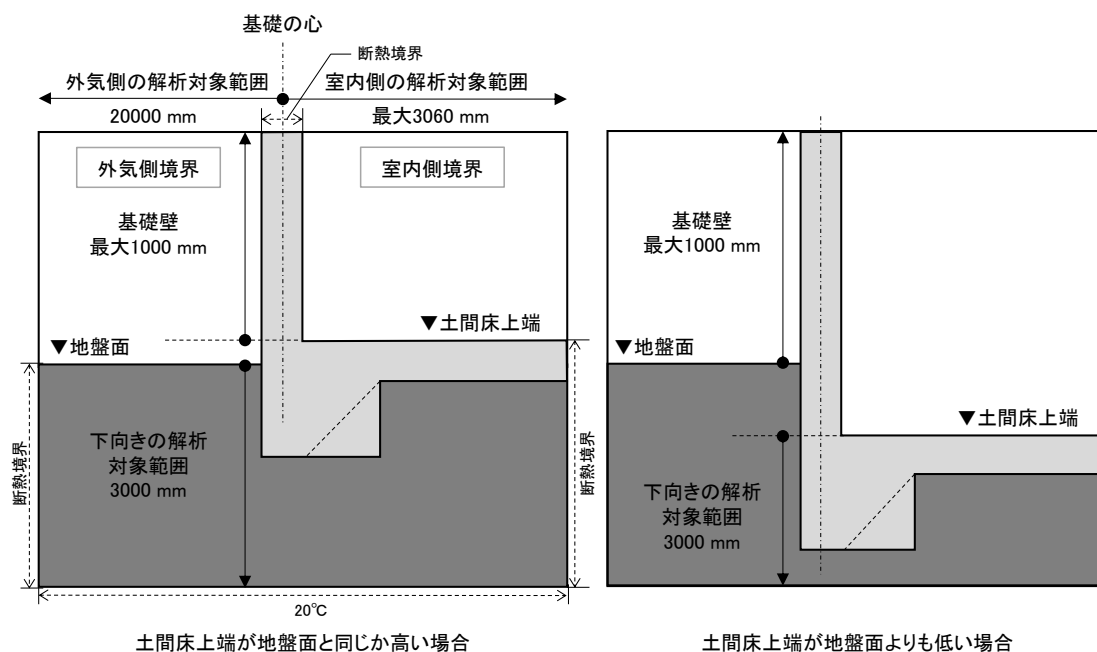 基礎の心
断熱境界
外気側の解析対象範囲
室内側の解析対象範囲
20000 mm
最大3060 mm
外気側境界
室内側境界
基礎壁
最大1000 mm
▼土間床上端
▼地盤面
下向きの解析
対象範囲
3000 mm
断熱境界
断熱境界
20℃
土間床上端が地盤面と同じか高い場合
基礎壁
最大1000 mm
▼地盤面
▼土間床上端
下向きの解析
対象範囲
3000 mm
土間床上端が地盤面よりも低い場合